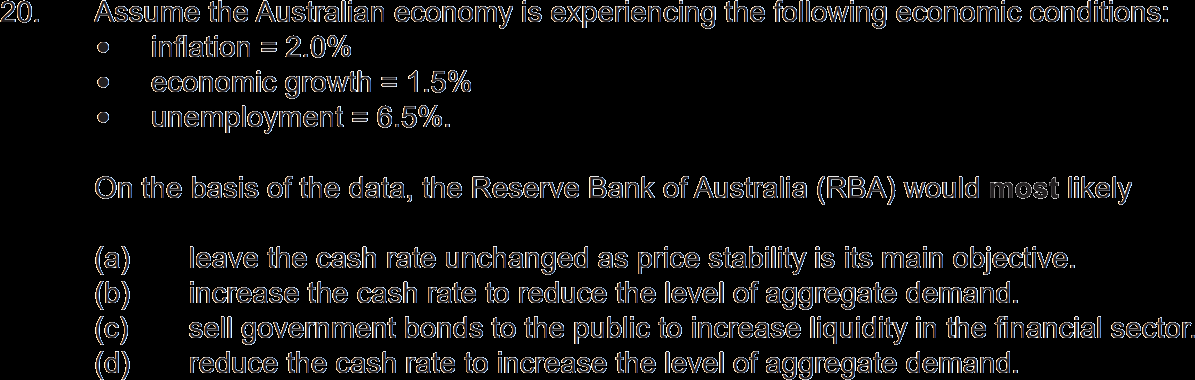 20. Assume the Australian economy is experiencing the following economic conditions:
• inflation = 2.0%
• economic growth = 1.5%
• unemployment = 6.5%.
On the basis of the data, the Reserve Bank of Australia (RBA) would most likely
(a) leave the cash rate unchanged as price stability is its main objective.
(b) increase the cash rate to reduce the level of aggregate demand.
(c) sell government bonds to the public to increase liquidity in the financial sector.
(d) reduce the cash rate to increase the level of aggregate demand.